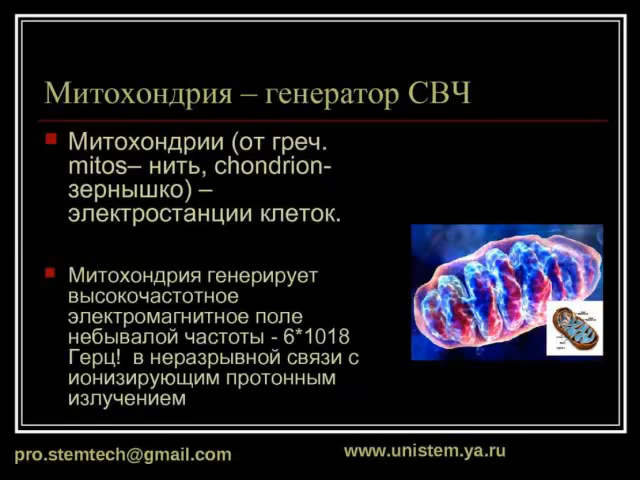 Митохондрия – генератор СВЧ
Митохондрии (от греч.
mitos– нить, chondrion-
зернышко) –
электростанции клеток.
Митохондрия генерирует
высокочастотное
электромагнитное поле
небывалой частоты - 6*1018
Герц!  в неразрывной связи с
ионизирующим протонным
излучением
pro.stemtech@gmail.com
www.unistem.ya.ru